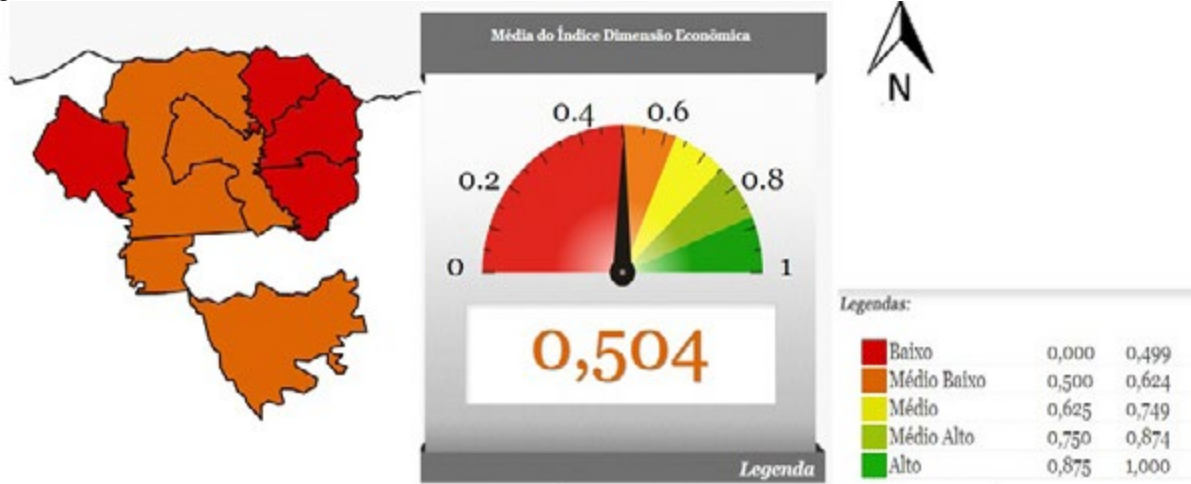 Média do Índice Dimensão Econômica
0.4 0.6
0.2 0.8
0 1
0,504
Legenda
N
Legendas:
Baixo 0,000 0,499
Médio Baixo 0,500 0,624
Médio 0,625 0,749
Médio Alto 0,750 0,874
Alto 0,875 1,000